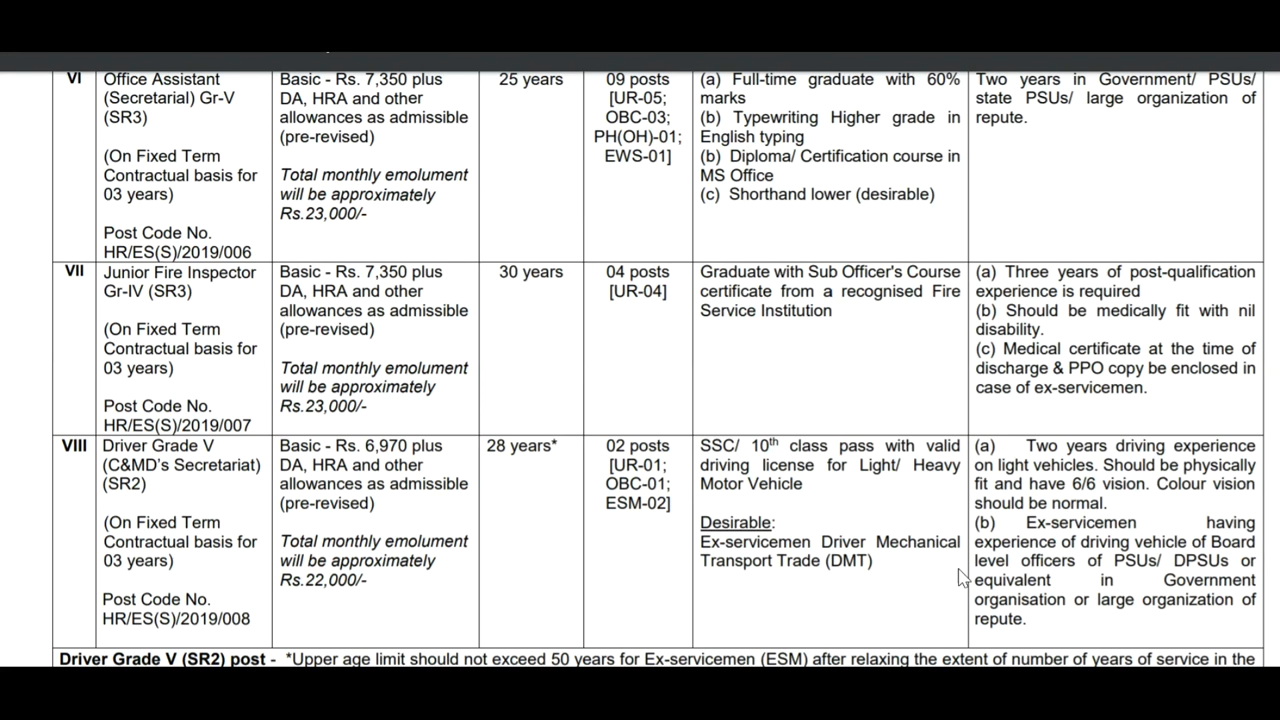 VI
Office Assistant
(Secretarial) Gr-V
(SR3)
(On Fixed Term
Contractual basis for
03 years)
Post Code No.
HR/ES(S)/2019/006
Basic - Rs. 7,350 plus
DA, HRA and other
allowances as admissible
(pre-revised)
Total monthly emolument
will be approximately
Rs.23,000/-
25 years
09 posts
[UR-05;
OBC-03;
PH(OH)-01;
EWS-01]
(a) Full-time graduate with 60%
marks
(b) Typewriting Higher grade in
English typing
(b) Diploma/ Certification course in
MS Office
(c) Shorthand lower (desirable)
Two years in Government/ PSUs/
state PSUs/ large organization of
repute.
VII
Junior Fire Inspector
Gr-IV (SR3)
(On Fixed Term
Contractual basis for
03 years)
Post Code No.
HR/ES(S)/2019/007
Basic - Rs. 7,350 plus
DA, HRA and other
allowances as admissible
(pre-revised)
Total monthly emolument
will be approximately
Rs.23,000/-
30 years
04 posts
[UR-04]
Graduate with Sub Officer's Course
certificate from a recognised Fire
Service Institution
(a) Three years of post-qualification
experience is required
(b) Should be medically fit with nil
disability.
(c) Medical certificate at the time of
discharge & PPO copy be enclosed in
case of ex-servicemen.
VIII
Driver Grade V
(C&MD's Secretariat)
(SR2)
(On Fixed Term
Contractual basis for
03 years)
Post Code No.
HR/ES(S)/2019/008
Basic - Rs. 6,970 plus
DA, HRA and other
allowances as admissible
(pre-revised)
Total monthly emolument
will be approximately
Rs.22,000/-
28 years*
02 posts
[UR-01;
OBC-01;
ESM-02]
SSC/ 10th class pass with valid
driving license for Light/ Heavy
Motor Vehicle
Desirable:
Ex-servicemen Driver Mechanical
Transport Trade (DMT)
(a) Two years driving experience
on light vehicles. Should be physically
fit and have 6/6 vision. Colour vision
should be normal.
(b) Ex-servicemen having
experience of driving vehicle of Board
level officers of PSUs/ DPSUs or
equivalent in Government
organisation or large organization of
repute.
Driver Grade V (SR2) post - *Upper age limit should not exceed 50 years for Ex-servicemen (ESM) after relaxing the extent of number of years of service in the